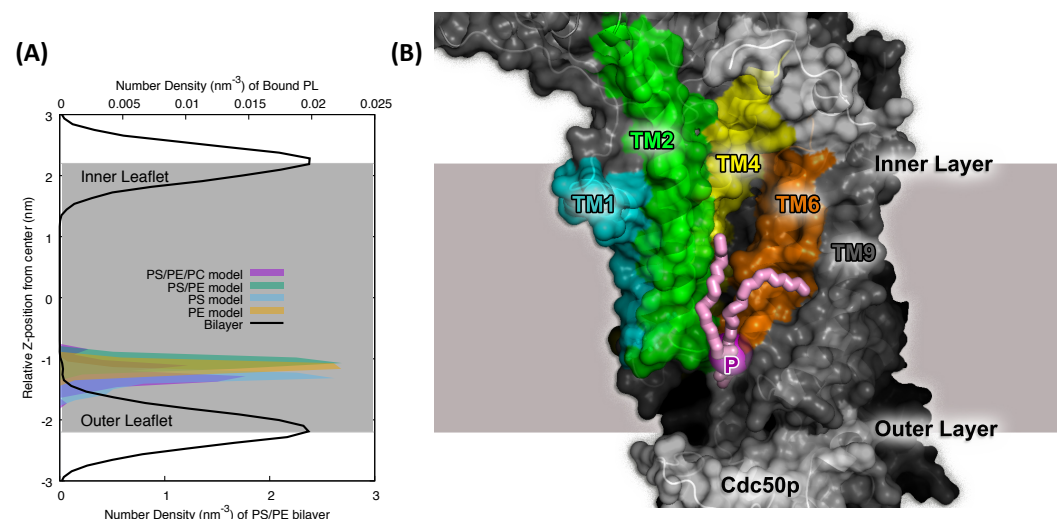 (A)
Number Density (nm-3) of Bound PL
0 0.005 0.01 0.015 0.02 0.025
3
2
1
0
-1
-2
-3
Relative Z-position from center (nm)
Inner Leaflet
PS/PE/PC model
PS/PE model
PS model
PE model
Bilayer
Outer Leaflet
0 1 2 3
Number Density (nm-3) of PS/PE bilayer
(B)
TM2
TM4
Inner Layer
TM1
TM6
TM9
P
Outer Layer
Cdc50p